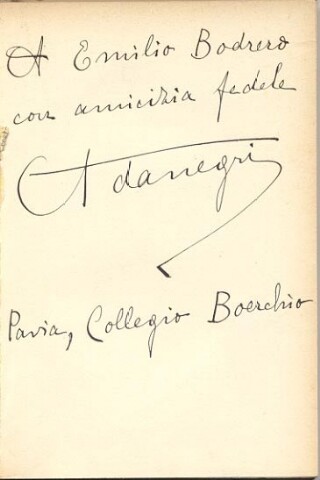 A Emilio Bodrero
con amicizia fedele
Adanegri
Pavia, Collegio Boerchio